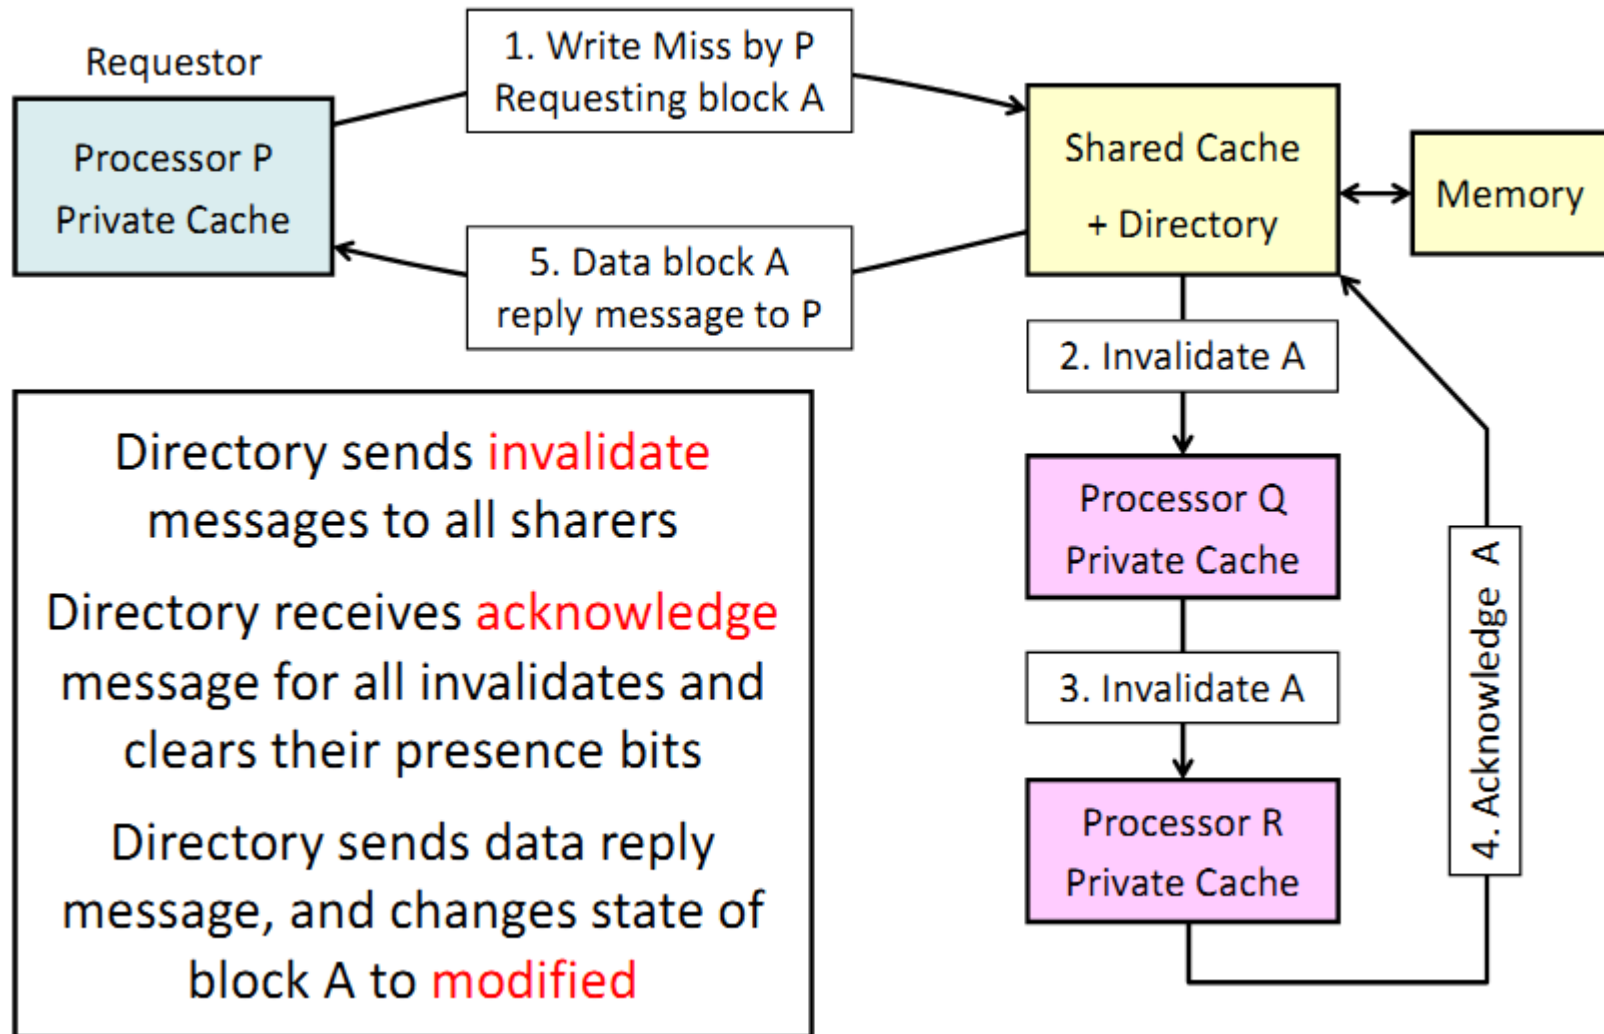 Requestor
Processor P
Private Cache
1. Write Miss by P
Requesting block A
Shared Cache
+ Directory
Memory
5. Data block A
reply message to P
2. Invalidate A
Processor Q
Private Cache
3. Invalidate A
Processor R
Private Cache
4. Acknowledge A
Directory sends invalidate
messages to all sharers
Directory receives acknowledge
message for all invalidates and
clears their presence bits
Directory sends data reply
message, and changes state of
block A to modified